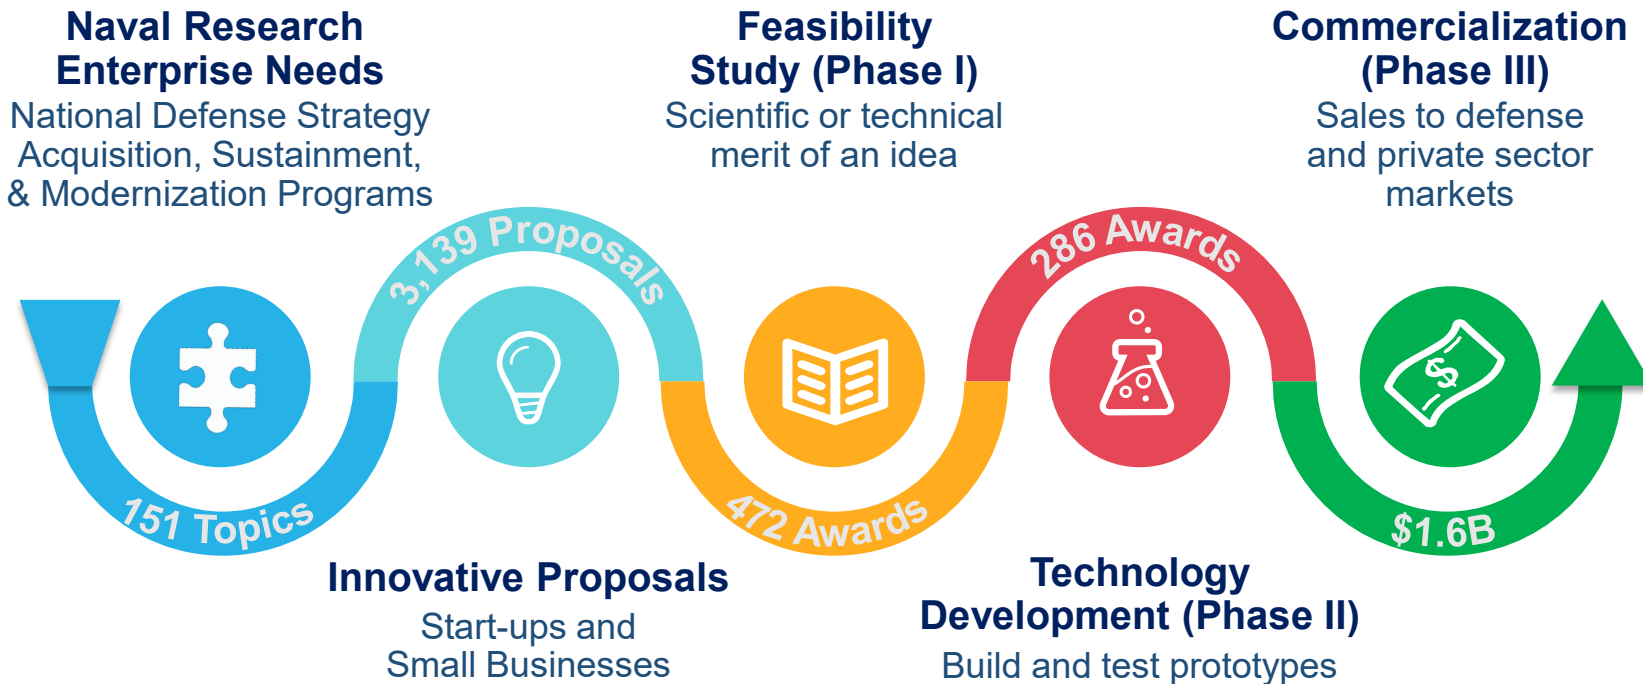 Naval Research
Enterprise Needs
National Defense Strategy
Acquisition, Sustainment,
& Modernization Programs
151 Topics
3,139 Proposals
Innovative Proposals
Start-ups and
Small Businesses
Feasibility
Study (Phase I)
Scientific or technical
merit of an idea
472 Awards
286 Awards
Technology
Development (Phase II)
Build and test prototypes
Commercialization
(Phase III)
Sales to defense
and private sector
markets
$
$1.6B